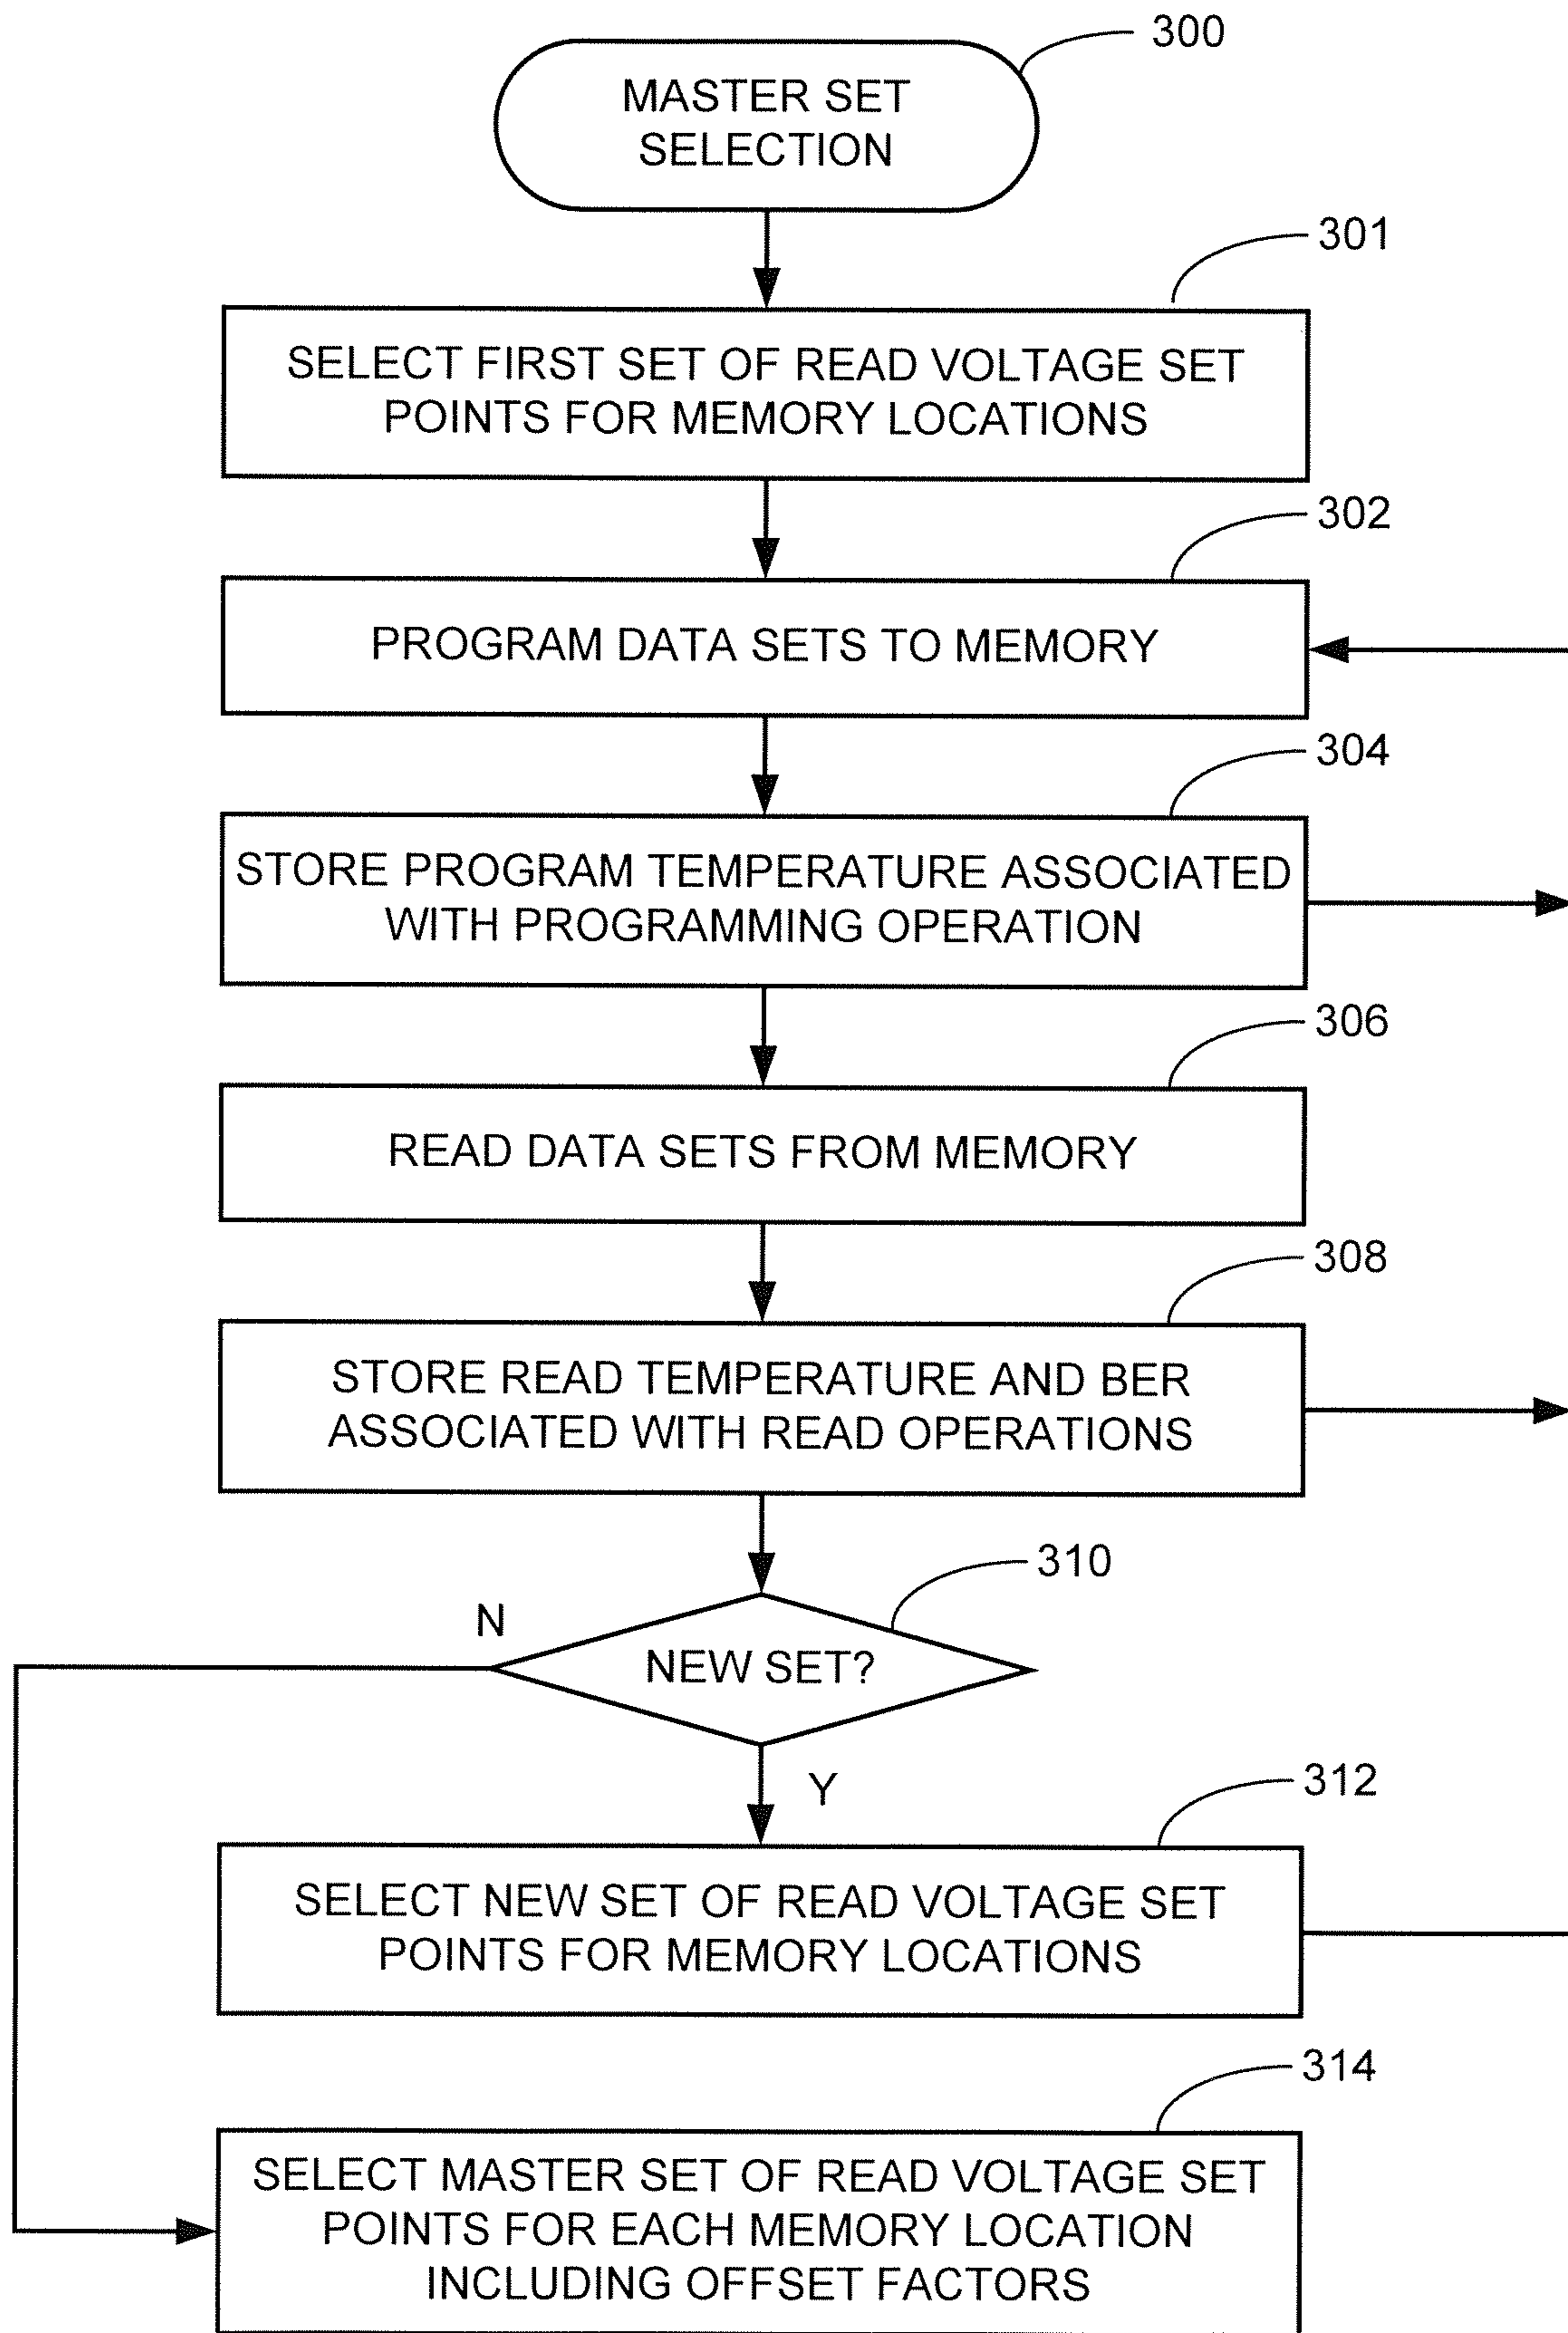 300
MASTER SET
SELECTION
301
SELECT FIRST SET OF READ VOLTAGE SET
POINTS FOR MEMORY LOCATIONS
302
PROGRAM DATA SETS TO MEMORY
304
STORE PROGRAM TEMPERATURE ASSOCIATED
WITH PROGRAMMING OPERATION
306
READ DATA SETS FROM MEMORY
308
STORE READ TEMPERATURE AND BER
ASSOCIATED WITH READ OPERATIONS
310
N
NEW SET?
Y
312
SELECT NEW SET OF READ VOLTAGE SET
POINTS FOR MEMORY LOCATIONS
314
SELECT MASTER SET OF READ VOLTAGE SET
POINTS FOR EACH MEMORY LOCATION
INCLUDING OFFSET FACTORS